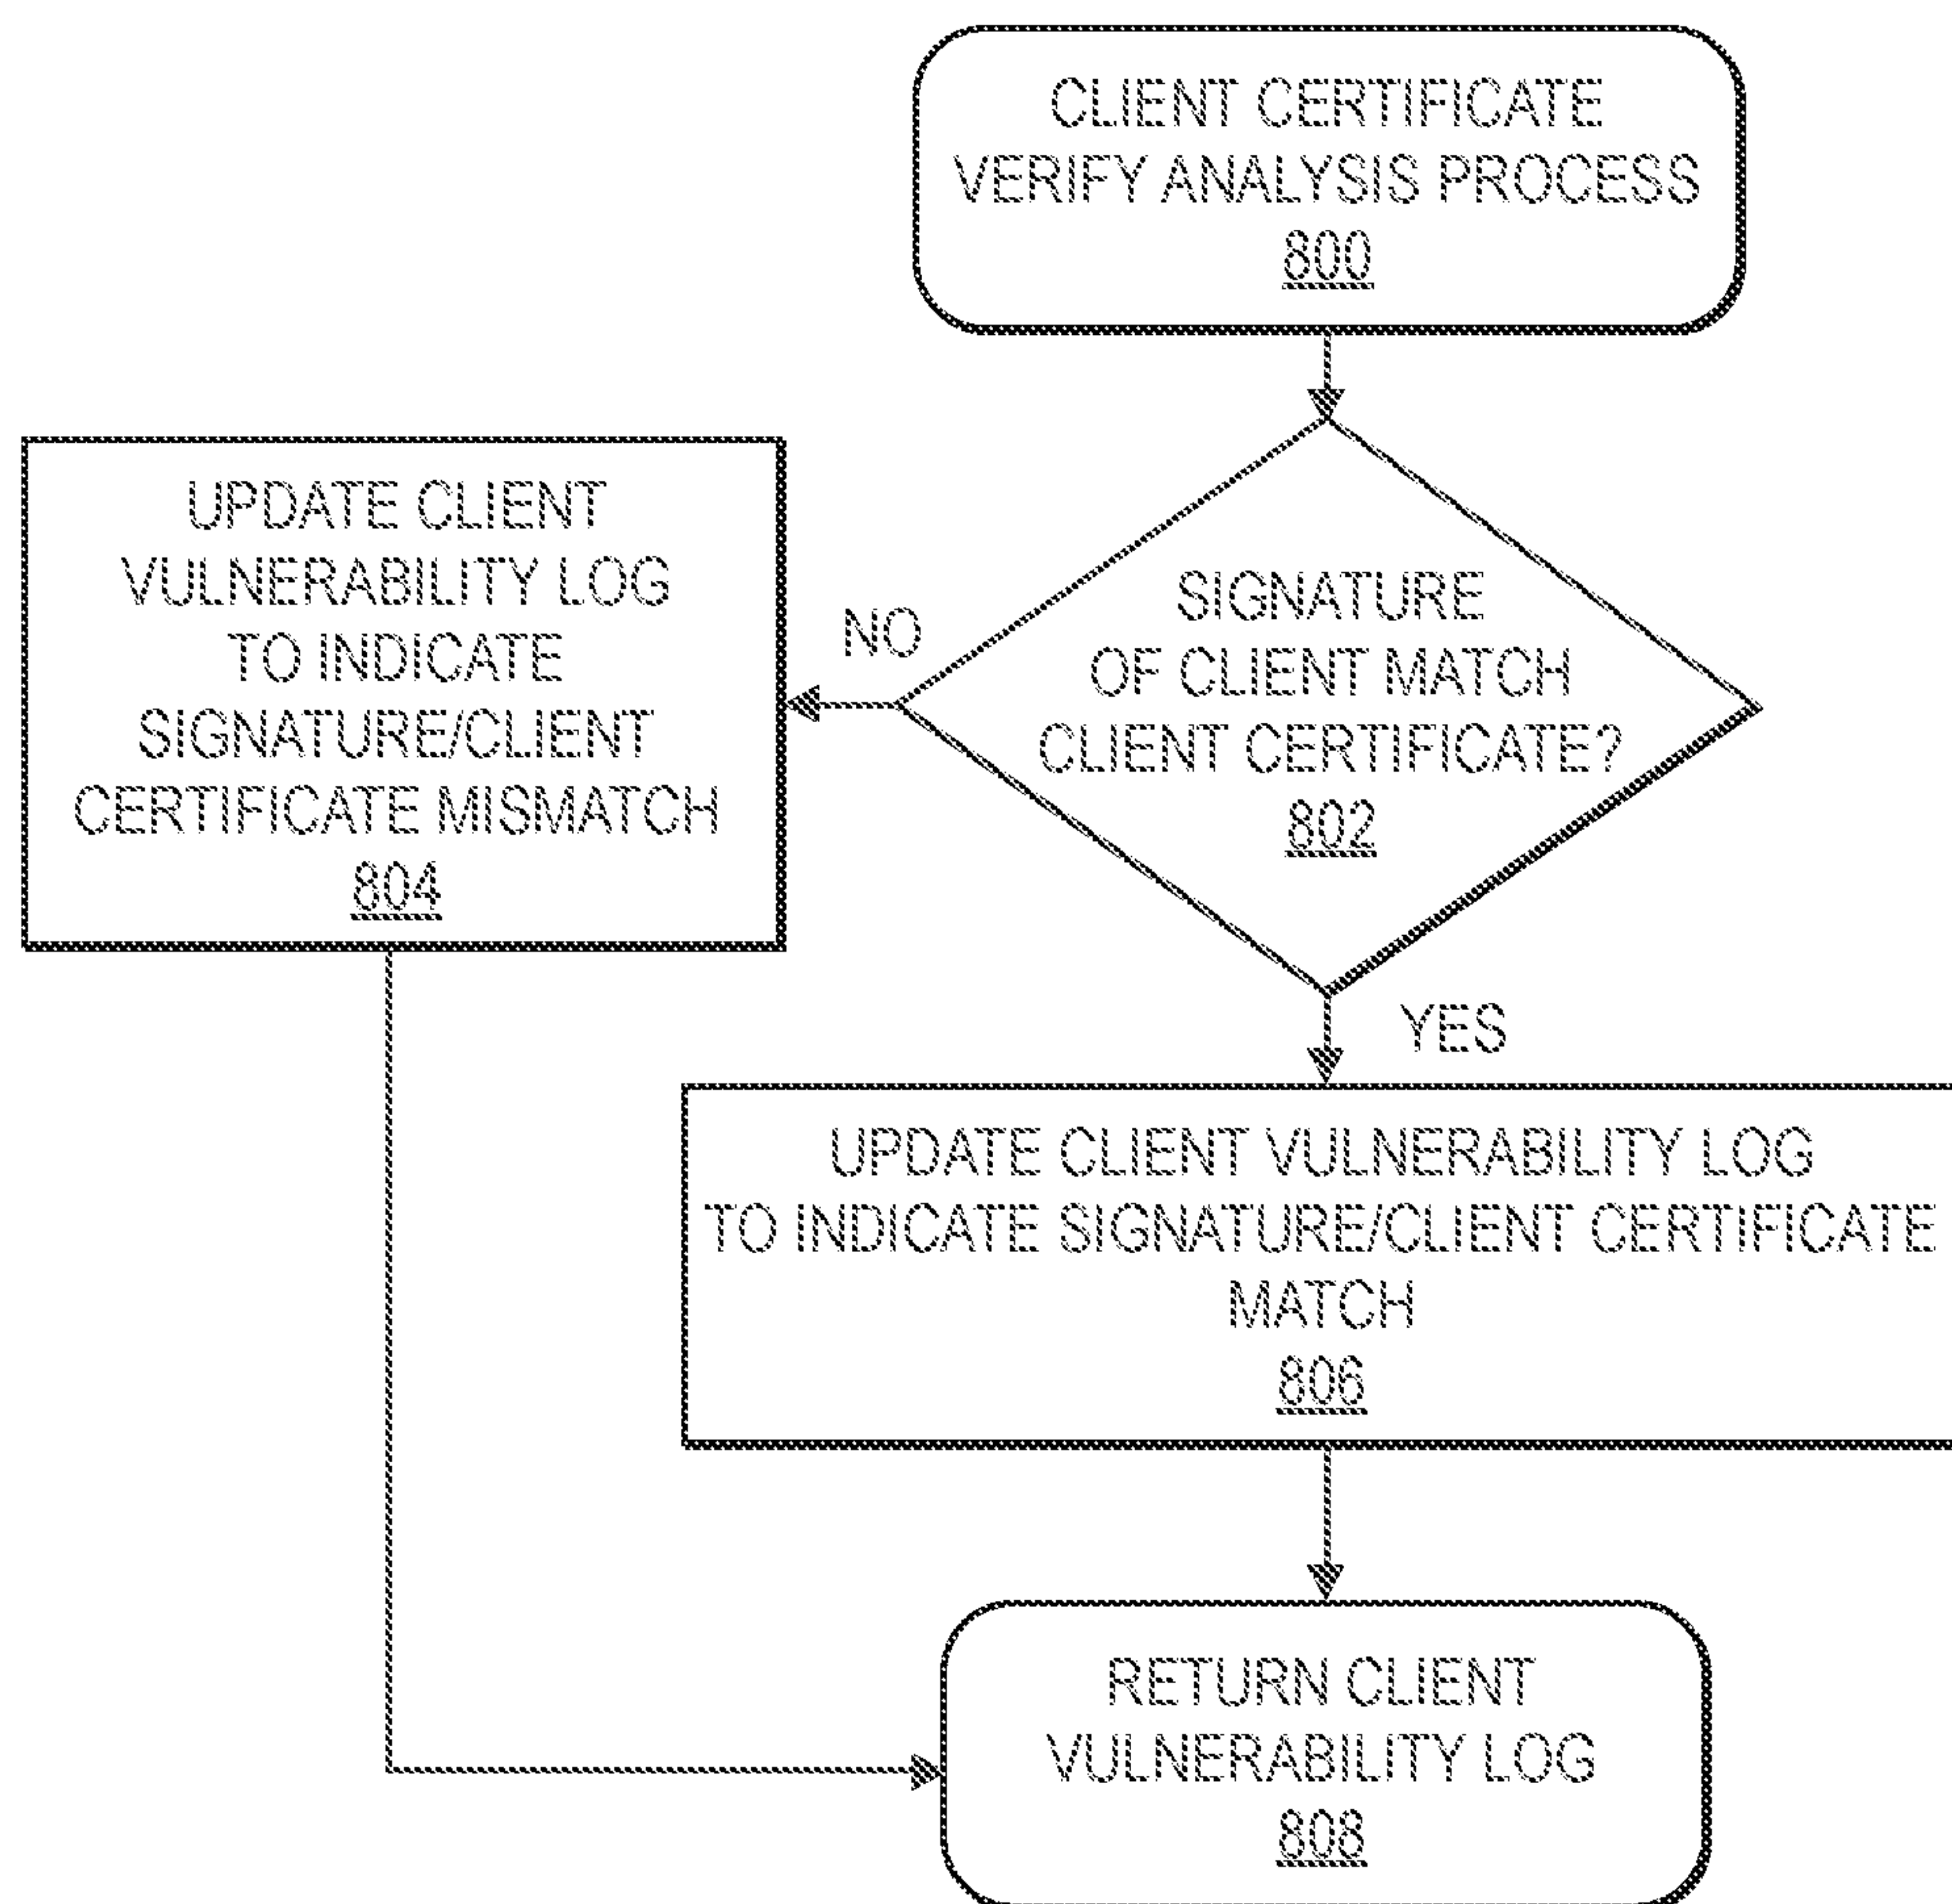 CLIENT CERTIFICATE
VERIFY ANALYSIS PROCESS
800
SIGNATURE
OF CLIENT MATCH
CLIENT CERTIFICATE?
802
NO
UPDATE CLIENT
VULNERABILITY LOG
TO INDICATE
SIGNATURE/CLIENT
CERTIFICATE MISMATCH
804
YES
UPDATE CLIENT VULNERABILITY LOG
TO INDICATE SIGNATURE/CLIENT CERTIFICATE
MATCH
806
RETURN CLIENT
VULNERABILITY LOG
808